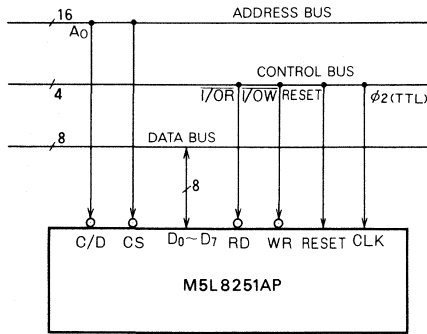 16 ADDRESS BUS
A0
CONTROL BUS
4 I/OR I/OW RESET φ2(TTL)
8 DATA BUS
8
C/D CS D0~D7 RD WR RESET CLK
M5L8251AP